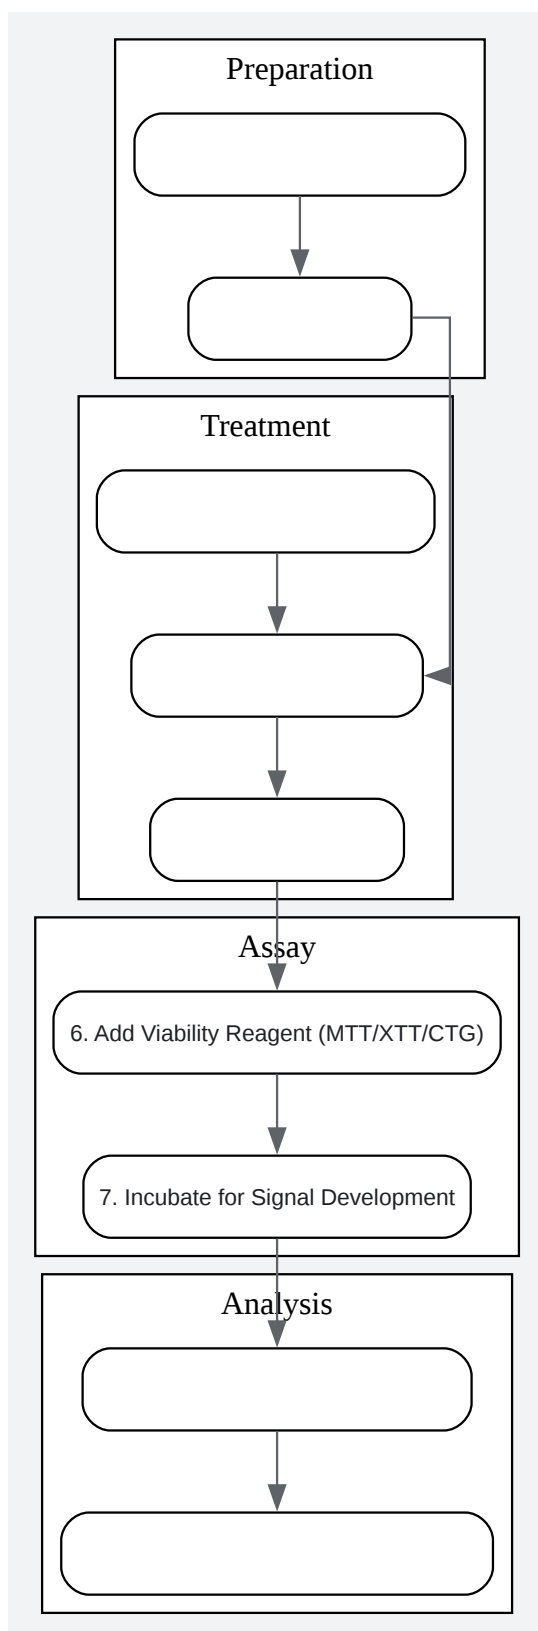 Preparation
Treatment
Assay
6. Add Viability Reagent (MTT/XTT/CTG)
7. Incubate for Signal Development
Analysis